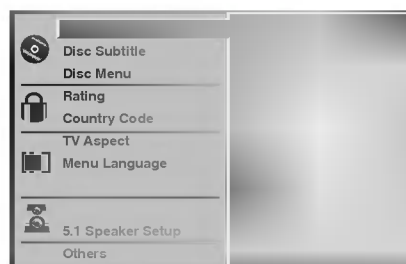 Disc Subtitle
Disc Menu
Rating
Country Code
TV Aspect
Menu Language
5.1 Speaker Setup
Others